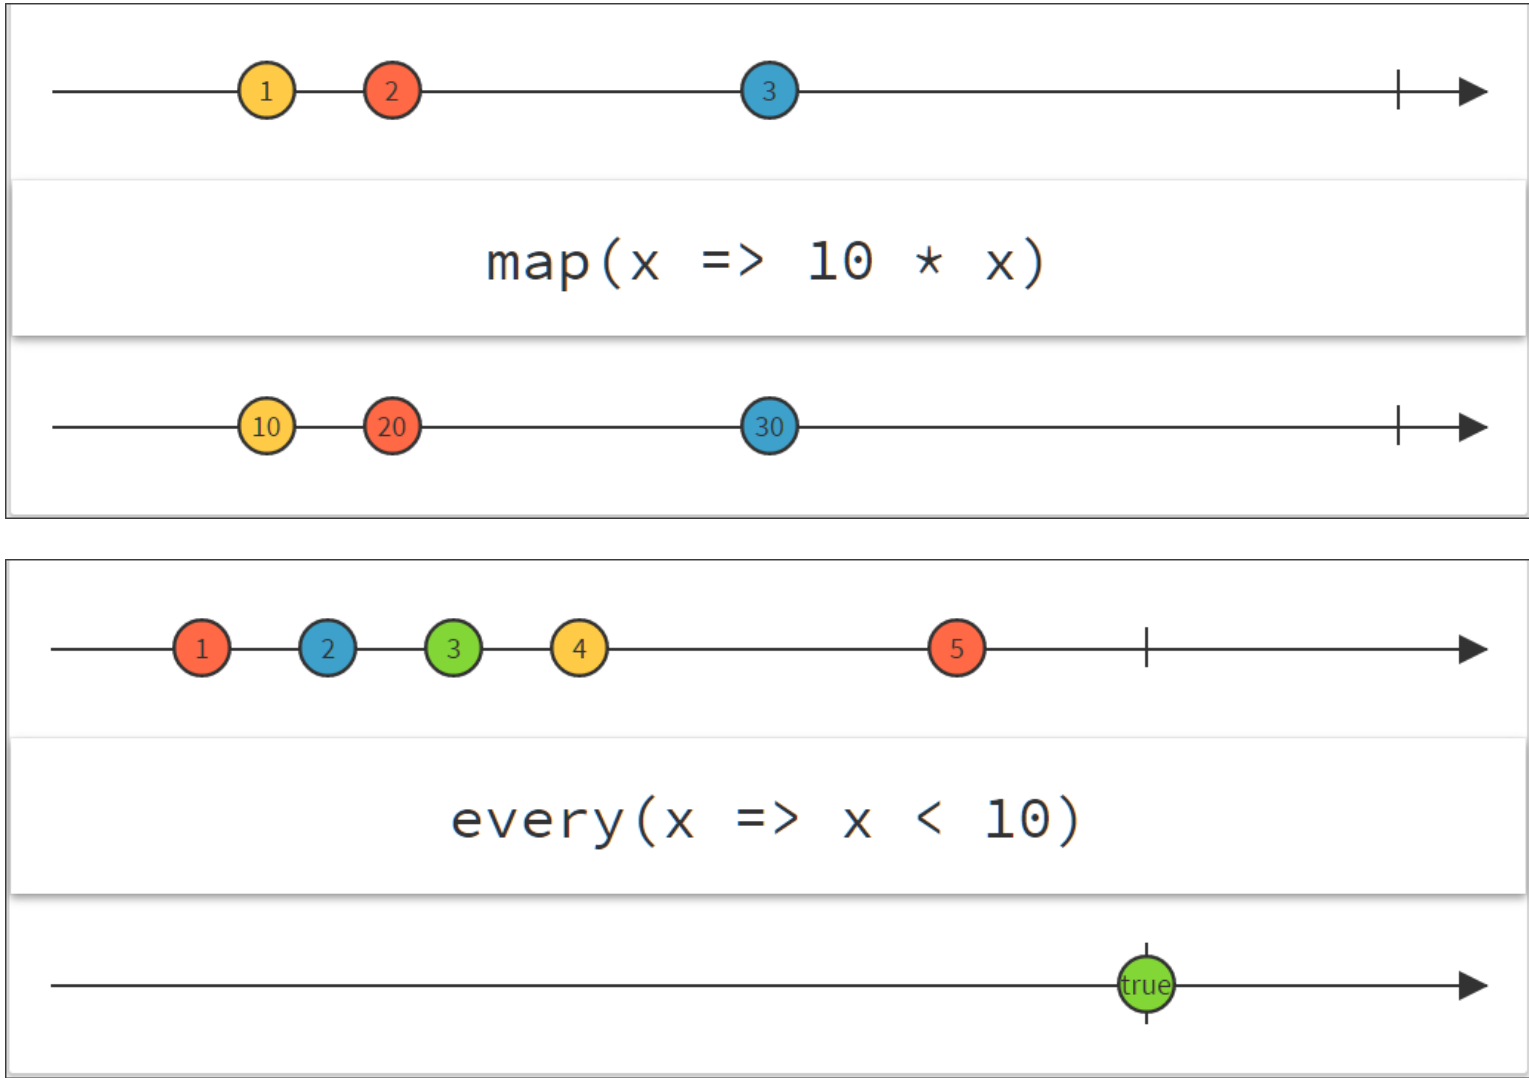 1 2 3
map(x => 10 * x)
10 20 30
1 2 3 4 5
every(x => x < 10)
true